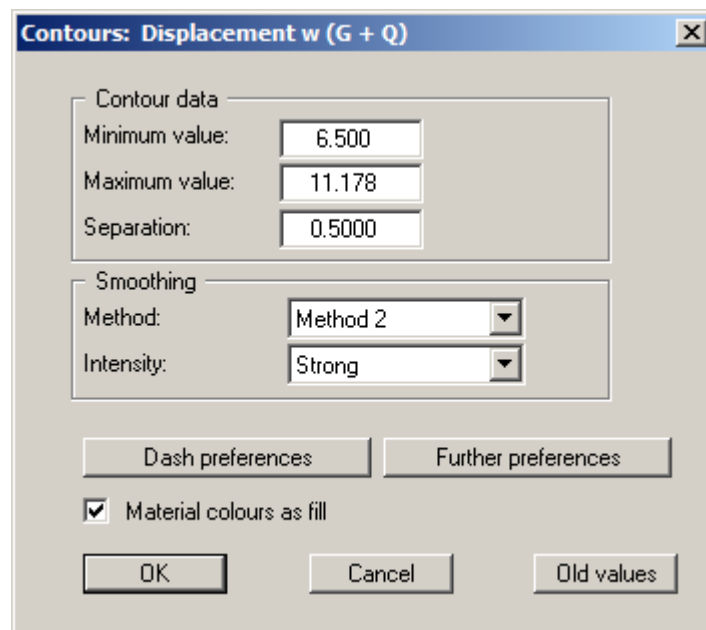 Contours: Displacement w (G + Q)
Contour data
Minimum value: 6.500
Maximum value: 11.178
Separation: 0.5000
Smoothing
Method: Method 2
Intensity: Strong
Dash preferences Further preferences
Material colours as fill
OK Cancel Old values